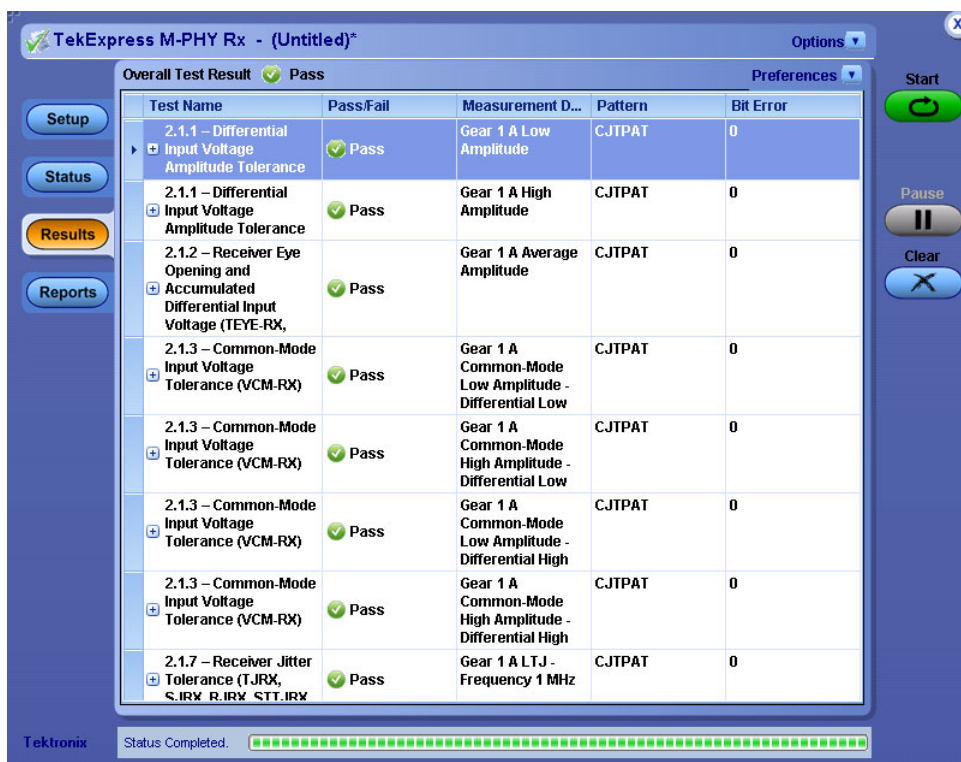 TekExpress M-PHY Rx - (Untitled)*
Options
X
Overall Test Result Pass
Preferences
Start
Setup
Status
Results
Reports
Pause
Clear
Test Name Pass/Fail Measurement D... Pattern Bit Error
2.1.1 – Differential
Input Voltage
Amplitude Tolerance
Pass
Gear 1 A Low
Amplitude
CJTPAT
0
2.1.1 – Differential
Input Voltage
Amplitude Tolerance
Pass
Gear 1 A High
Amplitude
CJTPAT
0
2.1.2 – Receiver Eye
Opening and
Accumulated
Differential Input
Voltage (TEYE-RX,
Pass
Gear 1 A Average
Amplitude
CJTPAT
0
2.1.3 – Common-Mode
Input Voltage
Tolerance (VCM-RX)
Pass
Gear 1 A
Common-Mode
Low Amplitude -
Differential Low
CJTPAT
0
2.1.3 – Common-Mode
Input Voltage
Tolerance (VCM-RX)
Pass
Gear 1 A
Common-Mode
High Amplitude -
Differential Low
CJTPAT
0
2.1.3 – Common-Mode
Input Voltage
Tolerance (VCM-RX)
Pass
Gear 1 A
Common-Mode
Low Amplitude -
Differential High
CJTPAT
0
2.1.3 – Common-Mode
Input Voltage
Tolerance (VCM-RX)
Pass
Gear 1 A
Common-Mode
High Amplitude -
Differential High
CJTPAT
0
2.1.7 – Receiver Jitter
Tolerance (TJRX,
SJRX, RJRX, STTJRX
Pass
Gear 1 A LTJ -
Frequency 1 MHz
CJTPAT
0
Tektronix
Status Completed.